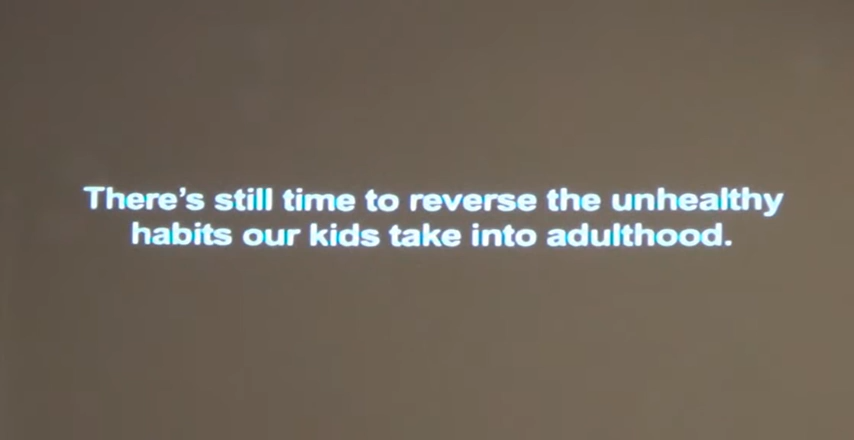 There's still time to reverse the unhealthy
habits our kids take into adulthood.